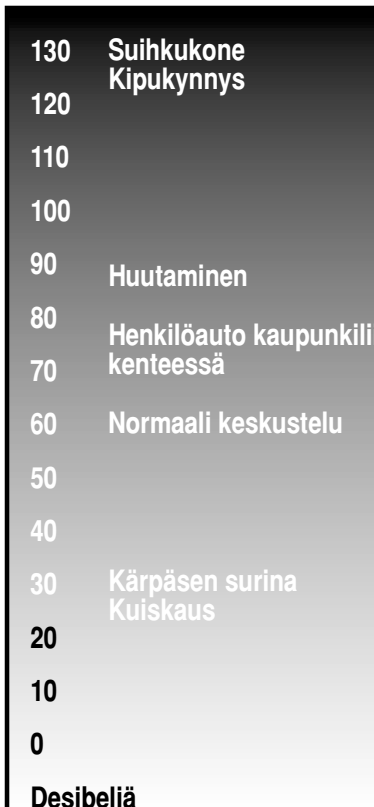 130 Suihkukone
Kipukynnys
120
110
100
90 Huutaminen
80 Henkilöauto kaupunkili
70 kenteessä
60 Normaali keskustelu
50
40
30 Kärpäsen surina
Kuiskaus
20
10
0
Desibeliä